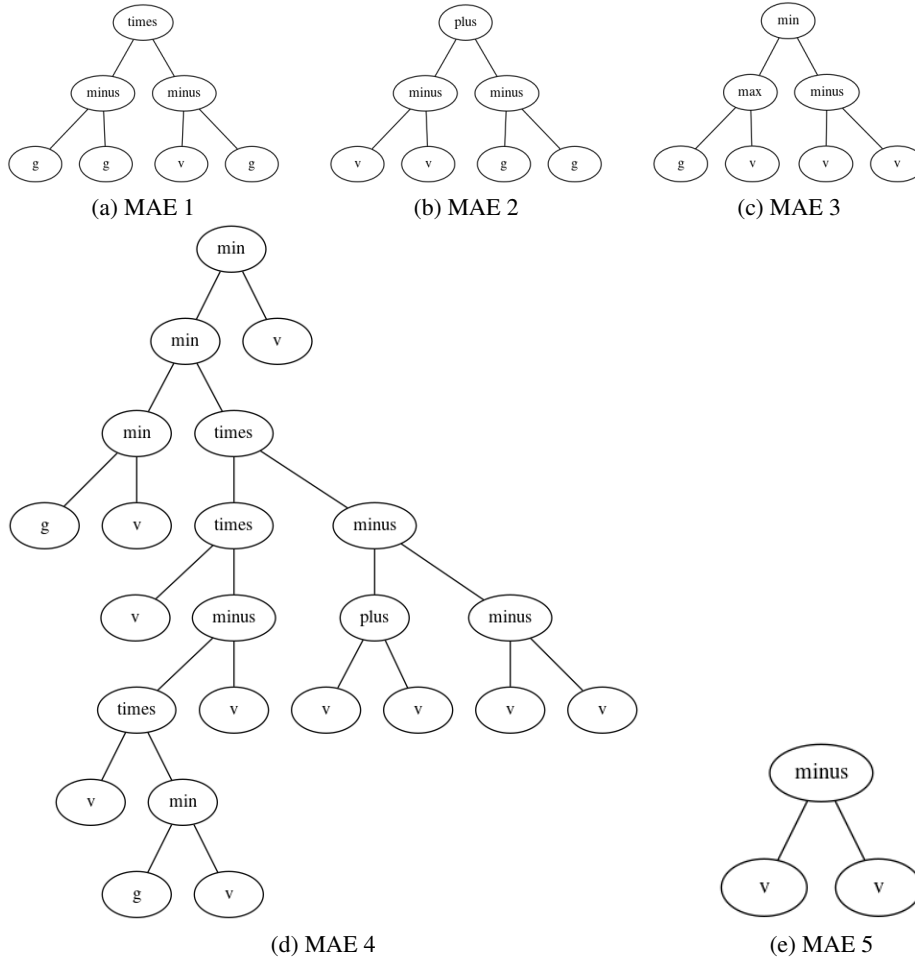 times plus min
minus minus minus minus max minus
g g v g v v g g g v v v
(a) MAE 1 (b) MAE 2 (c) MAE 3
min
min v
min times
g v times minus
v minus plus minus
times v v v v v
v min
minus
g v v v
(d) MAE 4 (e) MAE 5